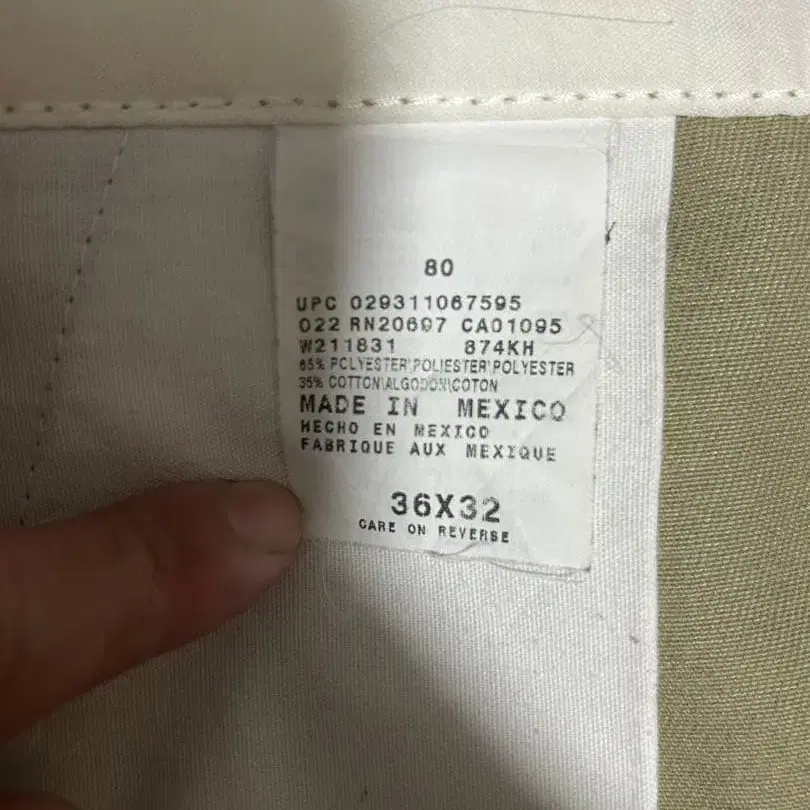 80
UPC 029311067595
022 RN20697 CA01095
W211831 874KH
65% POLYESTER\POLIESTER\POLYESTER
35% COTTON\ALGODON\COTON
MADE IN MEXICO
HECHO EN MEXICO
FABRIQUE AUX MEXIQUE
36X32
CARE ON REVERSE